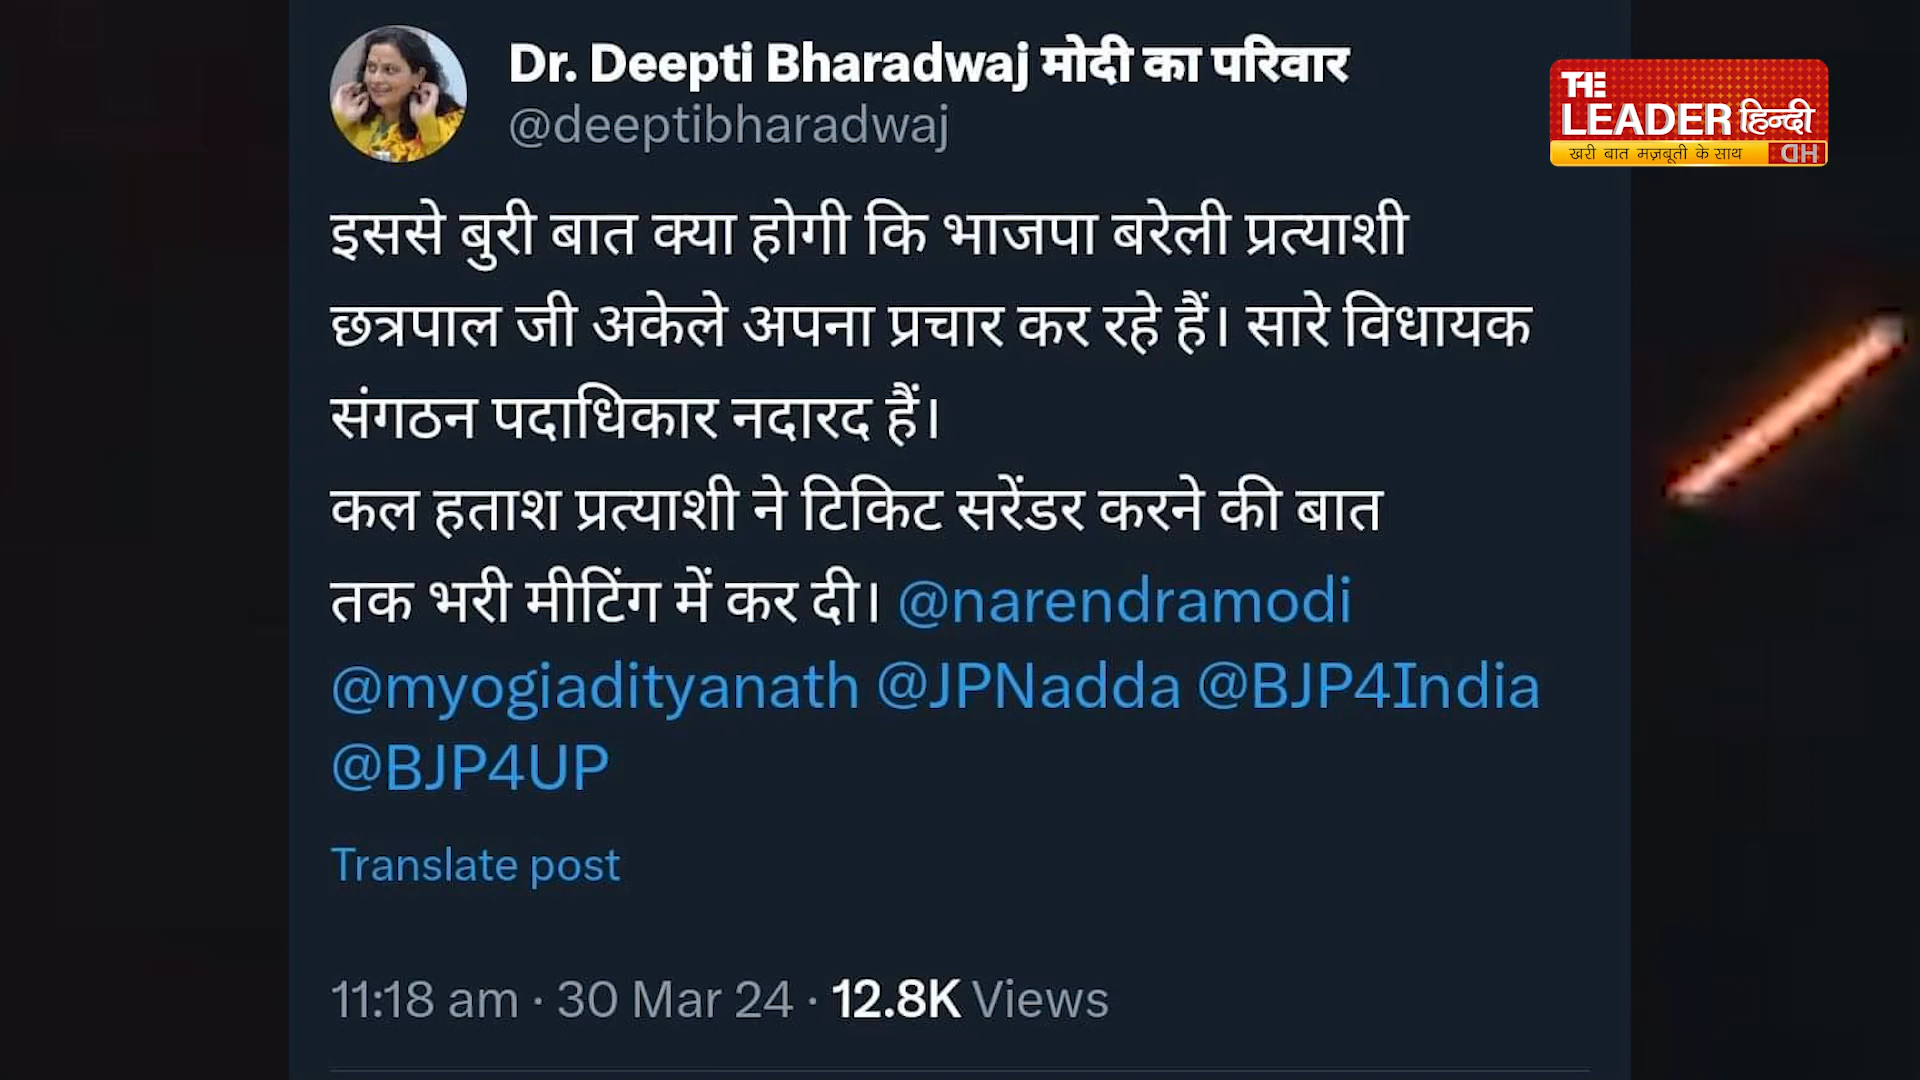 Dr. Deepti Bharadwaj मोदी का परिवार
@deeptibharadwaj
THE
LEADER हिन्दी
खरी बात मज़बूती के साथ HD
इससे बुरी बात क्या होगी कि भाजपा बरेली प्रत्याशी
छत्रपाल जी अकेले अपना प्रचार कर रहे हैं। सारे विधायक
संगठन पदाधिकार नदारद हैं।
कल हताश प्रत्याशी ने टिकिट सरेंडर करने की बात
तक भरी मीटिंग में कर दी। @narendramodi
@myogiadityanath @JPNadda @BJP4India
@BJP4UP
Translate post
11:18 am · 30 Mar 24 · 12.8K Views